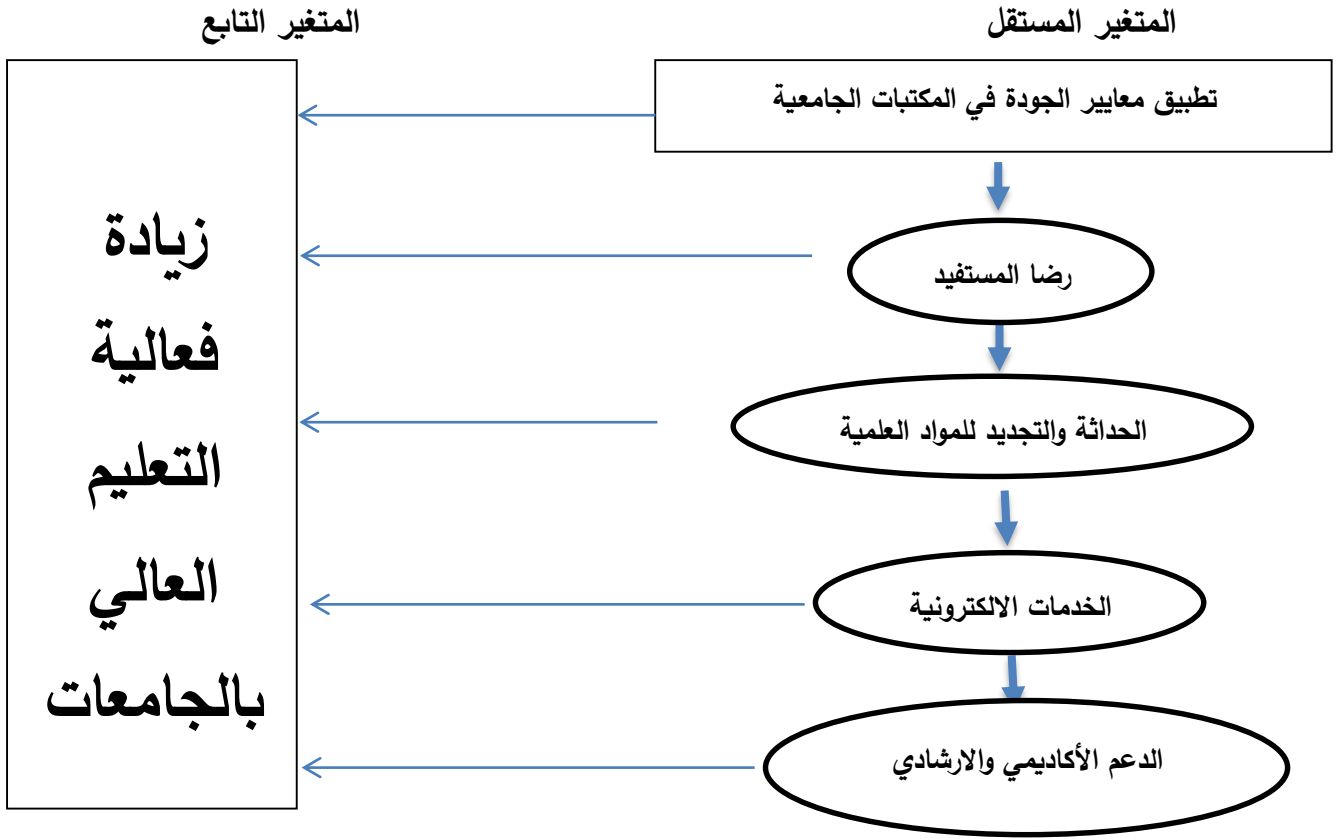 المتغير المستقل
المتغير التابع
تطبيق معايير الجودة في المكتبات الجامعية
رضا المستفيد
الحداثة والتجديد للمواد العلمية
الخدمات الالكترونية
الدعم الأكاديمي والارشادي
زيادة
فعالية
التعليم
العالي
بالجامعات